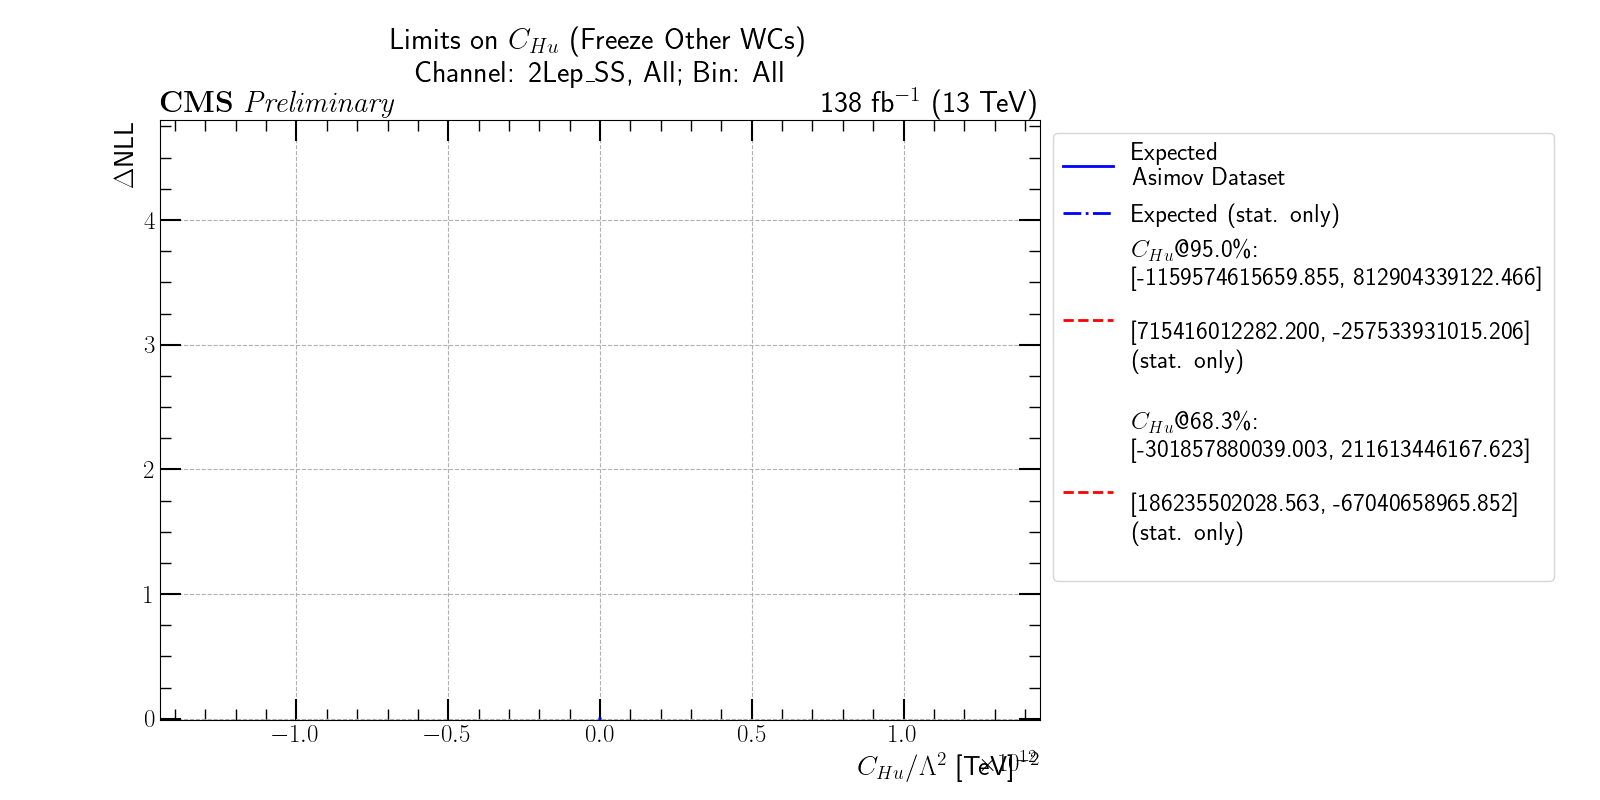 Limits on $C_{Hu}$ (Freeze Other WCs)
Channel: 2Lep_SS, All; Bin: All
CMS Preliminary
138 fb$^{-1}$ (13 TeV)
ΔNLL
4
3
2
1
0
−1.0
−0.5
0.0
0.5
1.0
×10$^{12}$
$C_{Hu}/Λ^2$ [TeV]$^{-2}$
Expected
Asimov Dataset
Expected (stat. only)
$C_{Hu}$@95.0%:
[-1159574615659.855, 812904339122.466]
[715416012282.200, -257533931015.206]
(stat. only)
$C_{Hu}$@68.3%:
[-301857880039.003, 211613446167.623]
[186235502028.563, -67040658965.852]
(stat. only)